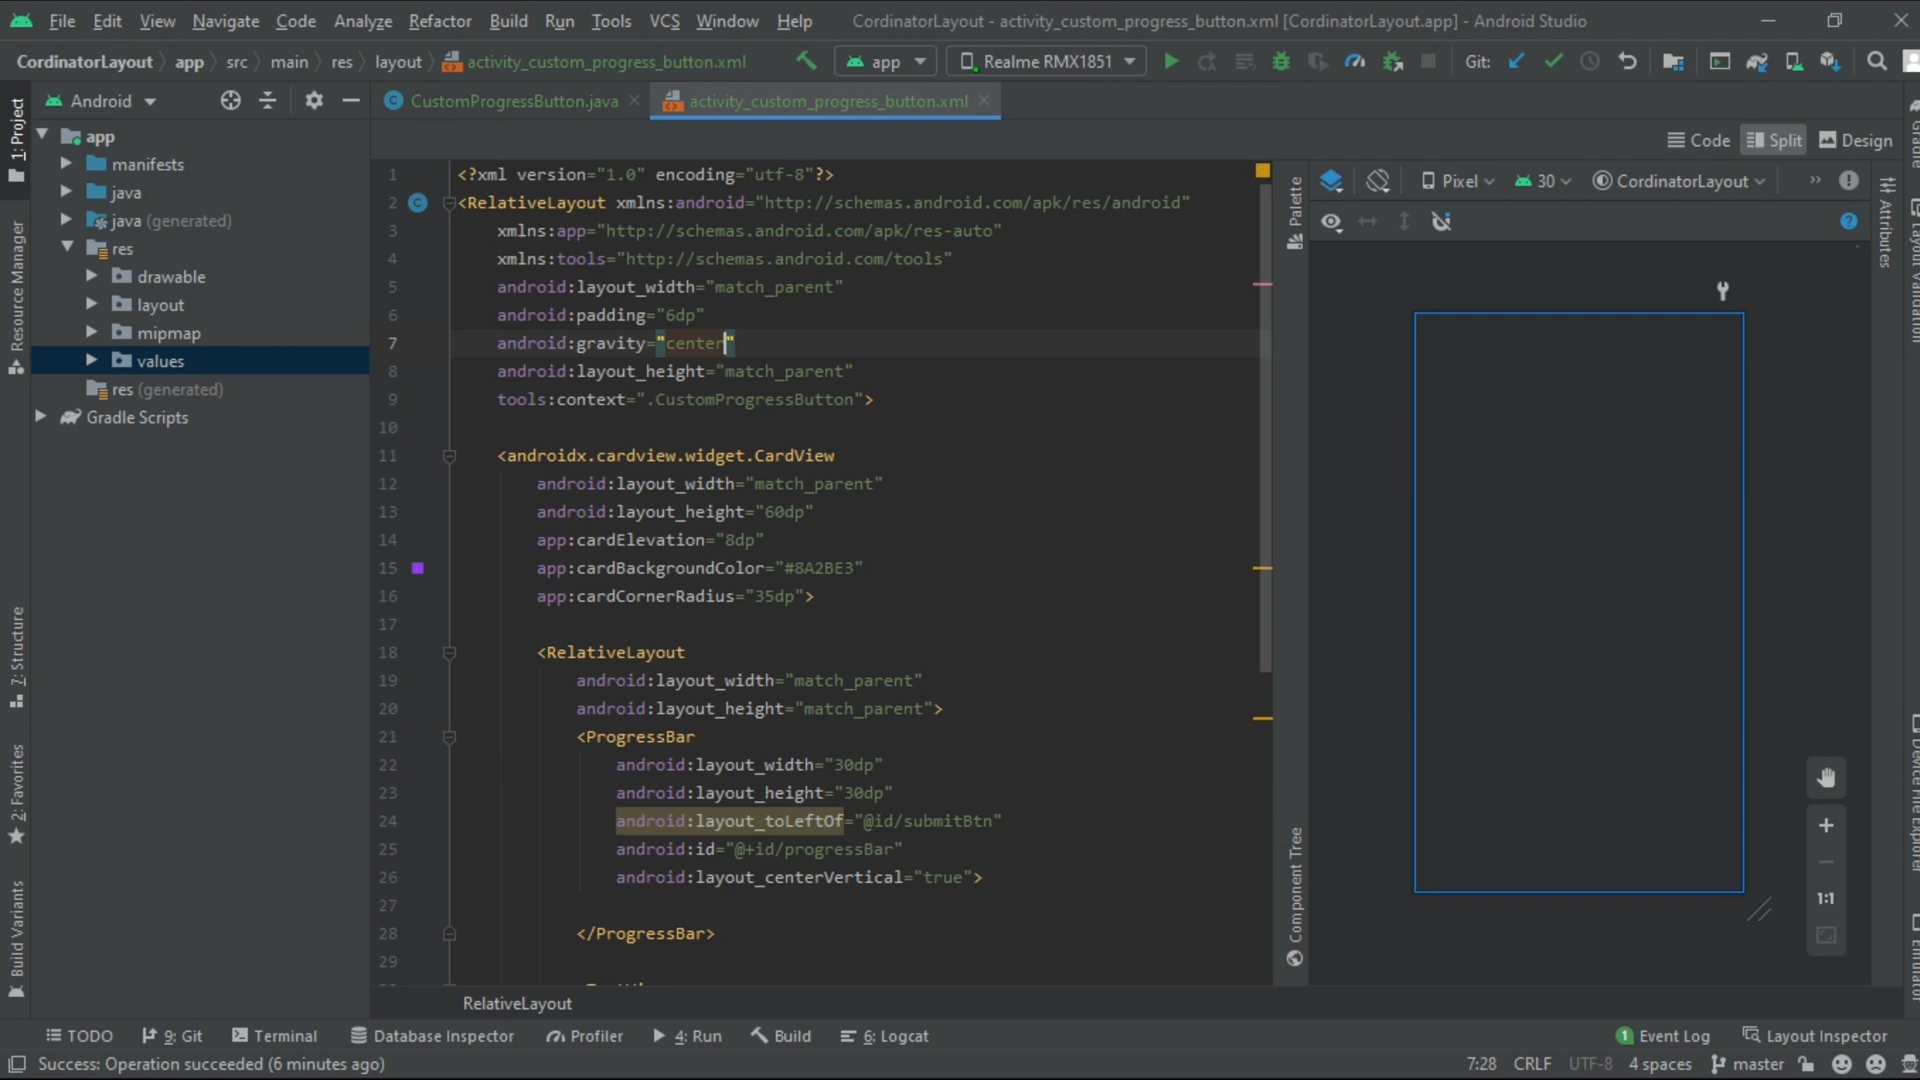 File Edit View Navigate Code Analyze Refactor Build Run Tools VCS Window Help CordinatorLayout - activity_custom_progress_button.xml [CordinatorLayout.app] - Android Studio
CordinatorLayout app src main res layout activity_custom_progress_button.xml app Realme RMX1851 Git:
Android CustomProgressButton.java activity_custom_progress_button.xml
Code Split Design
1: Project
Resource Manager
7: Structure
2: Favorites
Build Variants
app
manifests
java
java (generated)
res
drawable
layout
mipmap
values
res (generated)
Gradle Scripts
1 <?xml version="1.0" encoding="utf-8"?>
2 <RelativeLayout xmlns:android="http://schemas.android.com/apk/res/android"
3 xmlns:app="http://schemas.android.com/apk/res-auto"
4 xmlns:tools="http://schemas.android.com/tools"
5 android:layout_width="match_parent"
6 android:padding="6dp"
7 android:gravity="center"
8 android:layout_height="match_parent"
9 tools:context=".CustomProgressButton">
10
11 <androidx.cardview.widget.CardView
12 android:layout_width="match_parent"
13 android:layout_height="60dp"
14 app:cardElevation="8dp"
15 app:cardBackgroundColor="#8A2BE3"
16 app:cardCornerRadius="35dp">
17
18 <RelativeLayout
19 android:layout_width="match_parent"
20 android:layout_height="match_parent">
21 <ProgressBar
22 android:layout_width="30dp"
23 android:layout_height="30dp"
24 android:layout_toLeftOf="@id/submitBtn"
25 android:id="@+id/progressBar"
26 android:layout_centerVertical="true">
27
28 </ProgressBar>
29
RelativeLayout
Palette
Component Tree
Pixel 30 CordinatorLayout
1:1
Attributes
Gradle
Layout Validation
Device File Explorer
Emulator
TODO 9: Git Terminal Database Inspector Profiler 4: Run Build 6: Logcat 1 Event Log Layout Inspector
Success: Operation succeeded (6 minutes ago) 7:28 CRLF UTF-8 4 spaces master